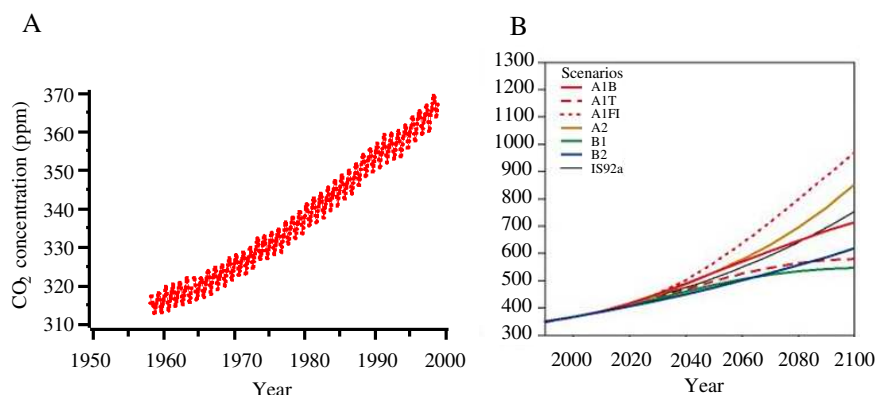 A
CO2 concentration (ppm)
370
360
350
340
330
320
310
1950 1960 1970 1980 1990 2000
Year
B
1300
1200
1100
1000
900
800
700
600
500
400
300
Scenarios
A1B
A1T
A1FI
A2
B1
B2
IS92a
2000 2020 2040 2060 2080 2100
Year